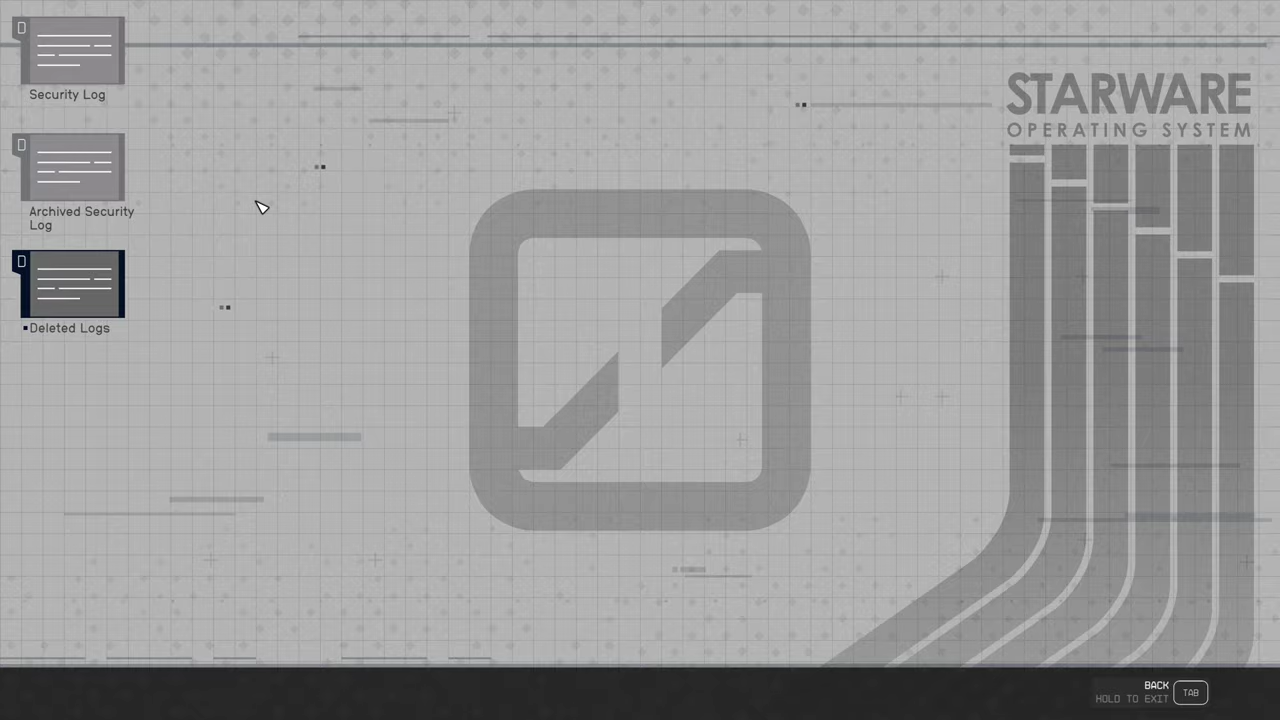 Security Log
Archived Security
Log
Deleted Logs
STARWARE
OPERATING SYSTEM
BACK
HOLD TO EXIT
TAB